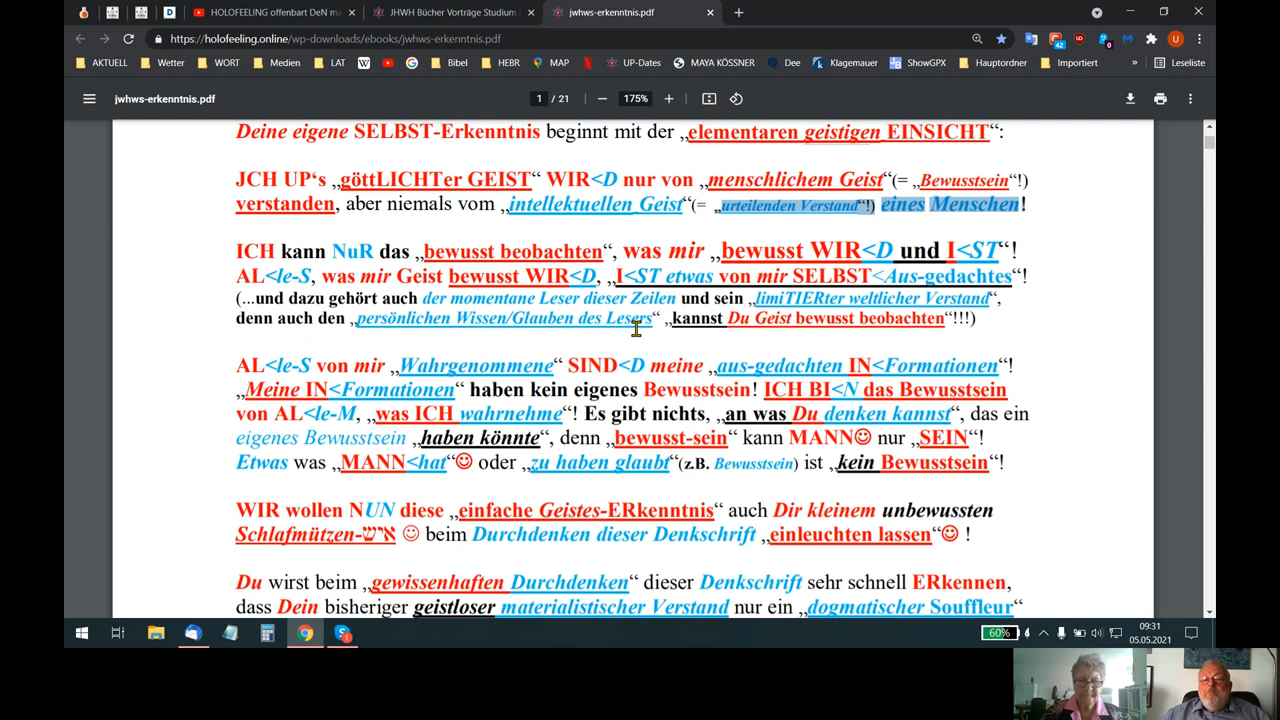 HOLOFEELING offenbart DeN ma
JHWH Bücher Vorträge Studium
jwhws-erkenntnis.pdf
https://holofeeling.online/wp-downloads/ebooks/jwhws-erkenntnis.pdf
AKTUELL Wetter WORT Medien LAT Bibel HEBR MAP UP-Dates MAYA KÖSSNER Dee Klagemauer ShowGPX Hauptordner Importiert » Leseliste
jwhws-erkenntnis.pdf 1 / 21 175%
Deine eigene SELBST-Erkenntnis beginnt mit der „elementaren geistigen EINSICHT“:
JCH UP‘s „göttLICHTer GEIST“ WIR<D nur von „menschlichem Geist“(= „Bewusstsein“!)
verstanden, aber niemals vom „intellektuellen Geist“(= „urteilenden Verstand“!) eines Menschen!
ICH kann NuR das „bewusst beobachten“, was mir „bewusst WIR<D und I<ST“!
AL<le-S, was mir Geist bewusst WIR<D, „I<ST etwas von mir SELBST<Aus-gedachtes“!
(...und dazu gehört auch der momentane Leser dieser Zeilen und sein „limiTIERter weltlicher Verstand“,
denn auch den „persönlichen Wissen/Glauben des Lesers“ „kannst Du Geist bewusst beobachten“!!!)
AL<le-S von mir „Wahrgenommene“ SIND<D meine „aus-gedachten IN<Formationen“!
„Meine IN<Formationen“ haben kein eigenes Bewusstsein! ICH BI<N das Bewusstsein
von AL<le-M, „was ICH wahrnehme“! Es gibt nichts, „an was Du denken kannst“, das ein
eigenes Bewusstsein „haben könnte“, denn „bewusst-sein“ kann MANN☺ nur „SEIN“!
Etwas was „MANN<hat“☺ oder „zu haben glaubt“(z.B. Bewusstsein) ist „kein Bewusstsein“!
WIR wollen NUN diese „einfache Geistes-ERkenntnis“ auch Dir kleinem unbewussten
Schlafmützen-איש ☺ beim Durchdenken dieser Denkschrift „einleuchten lassen“☺ !
Du wirst beim „gewissenhaften Durchdenken“ dieser Denkschrift sehr schnell ERkennen,
dass Dein bisheriger geistloser materialistischer Verstand nur ein „dogmatischer Souffleur“
60% 09:31
05.05.2021